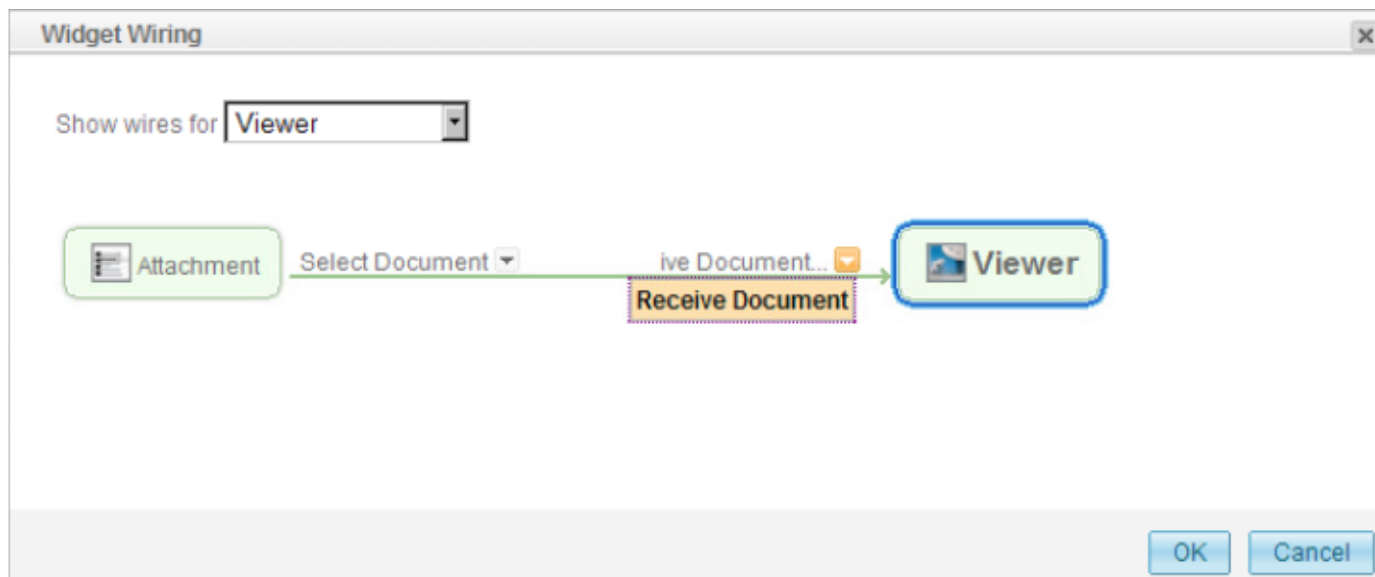 Widget Wiring
Show wires for Viewer
Attachment Select Document ive Document... Viewer
Receive Document
OK Cancel